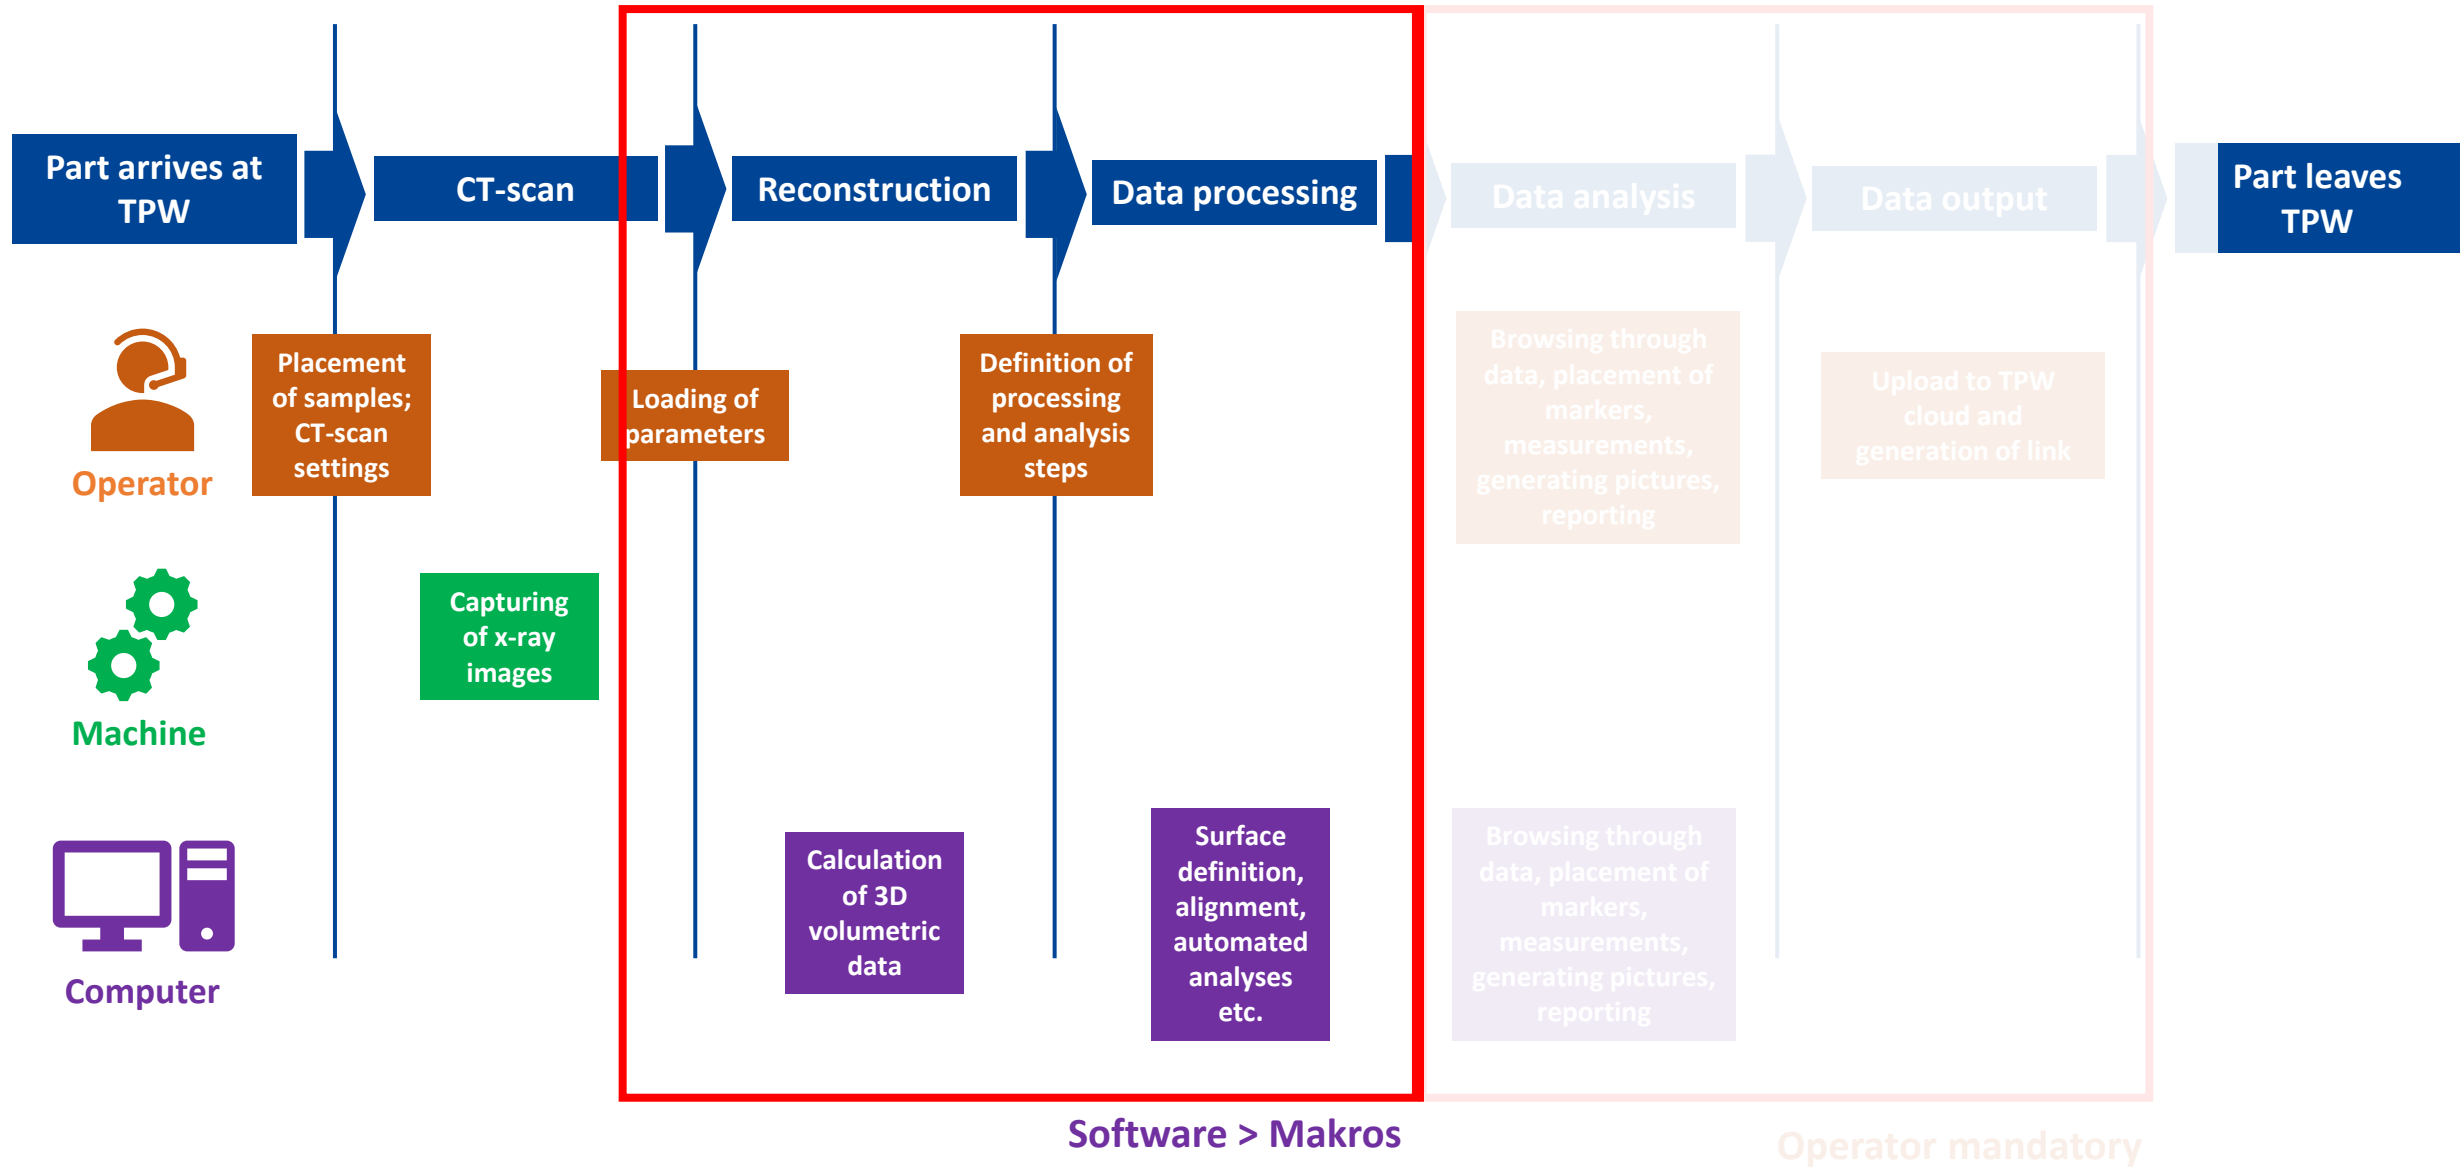 Part arrives at
TPW
CT-scan
Reconstruction
Data processing
Data analysis
Data output
Part leaves
TPW
Operator
Placement
of samples;
CT-scan
settings
Loading of
parameters
Definition of
processing
and analysis
steps
Browsing through
data, placement of
markers,
measurements,
generating pictures,
reporting
Upload to TPW
cloud and
generation of link
Machine
Capturing
of x-ray
images
Computer
Calculation
of 3D
volumetric
data
Surface
definition,
alignment,
automated
analyses
etc.
Browsing through
data, placement of
markers,
measurements,
generating pictures,
reporting
Software > Makros
Operator mandatory